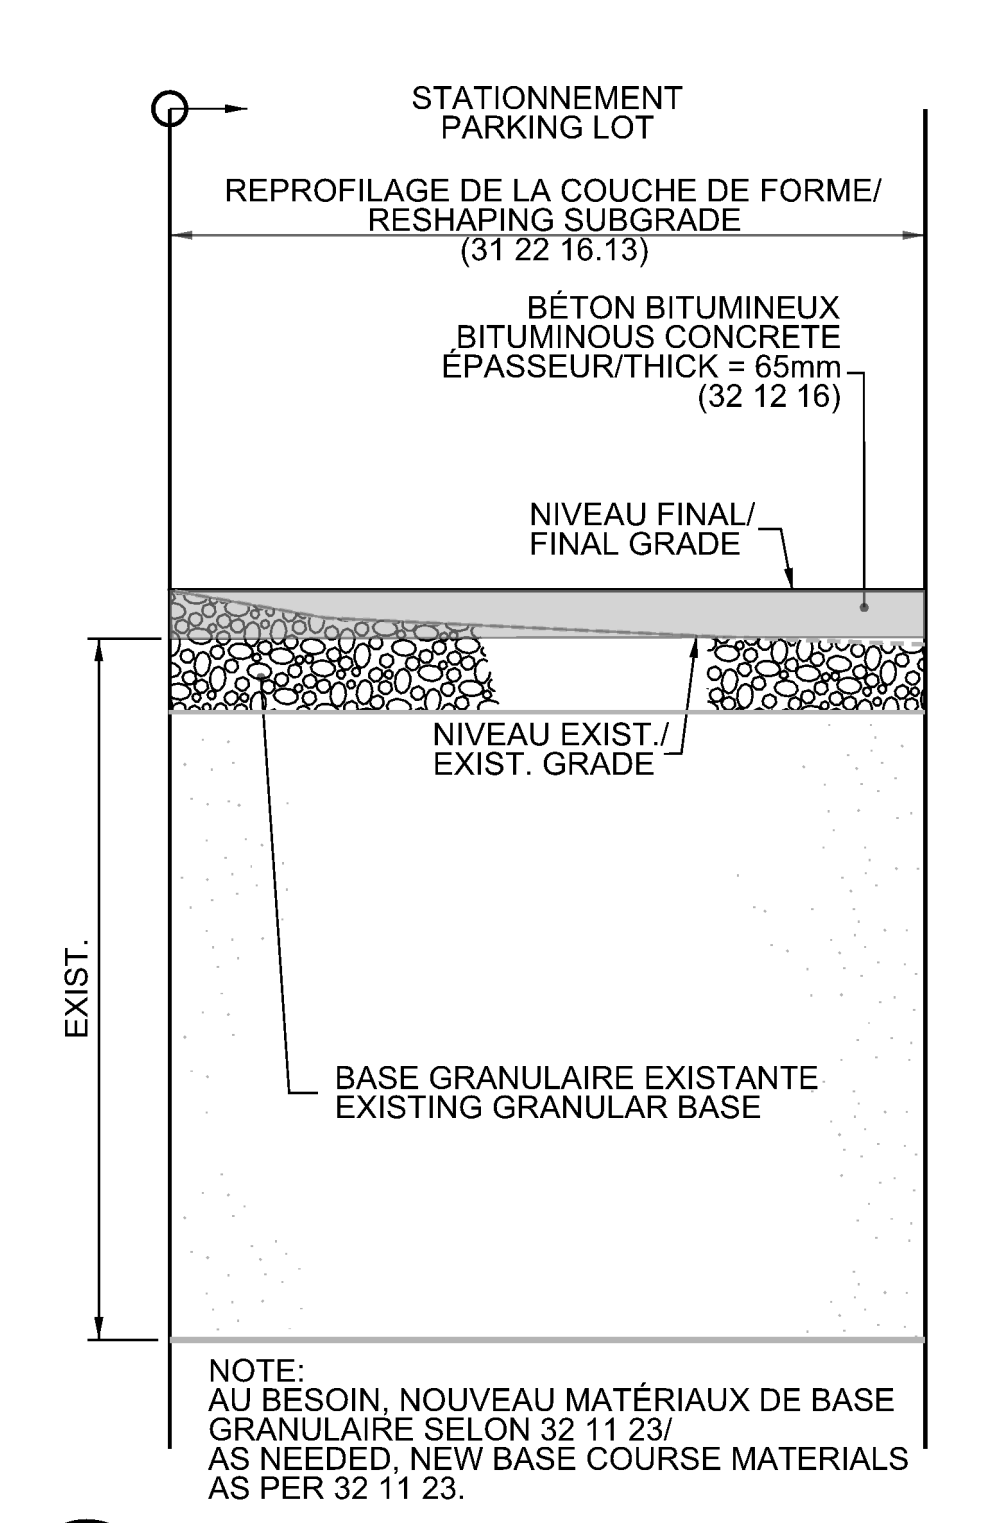 STATIONNEMENT
PARKING LOT
REPROFILAGE DE LA COUCHE DE FORME/
RESHAPING SUBGRADE
(31 22 16.13)
BÉTON BITUMINEUX
BITUMINOUS CONCRETE
ÉPASSEUR/THICK = 65mm
(32 12 16)
NIVEAU FINAL/
FINAL GRADE
NIVEAU EXIST./
EXIST. GRADE
EXIST.
BASE GRANULAIRE EXISTANTE
EXISTING GRANULAR BASE
NOTE:
AU BESOIN, NOUVEAU MATÉRIAUX DE BASE
GRANULAIRE SELON 32 11 23/
AS NEEDED, NEW BASE COURSE MATERIALS
AS PER 32 11 23.